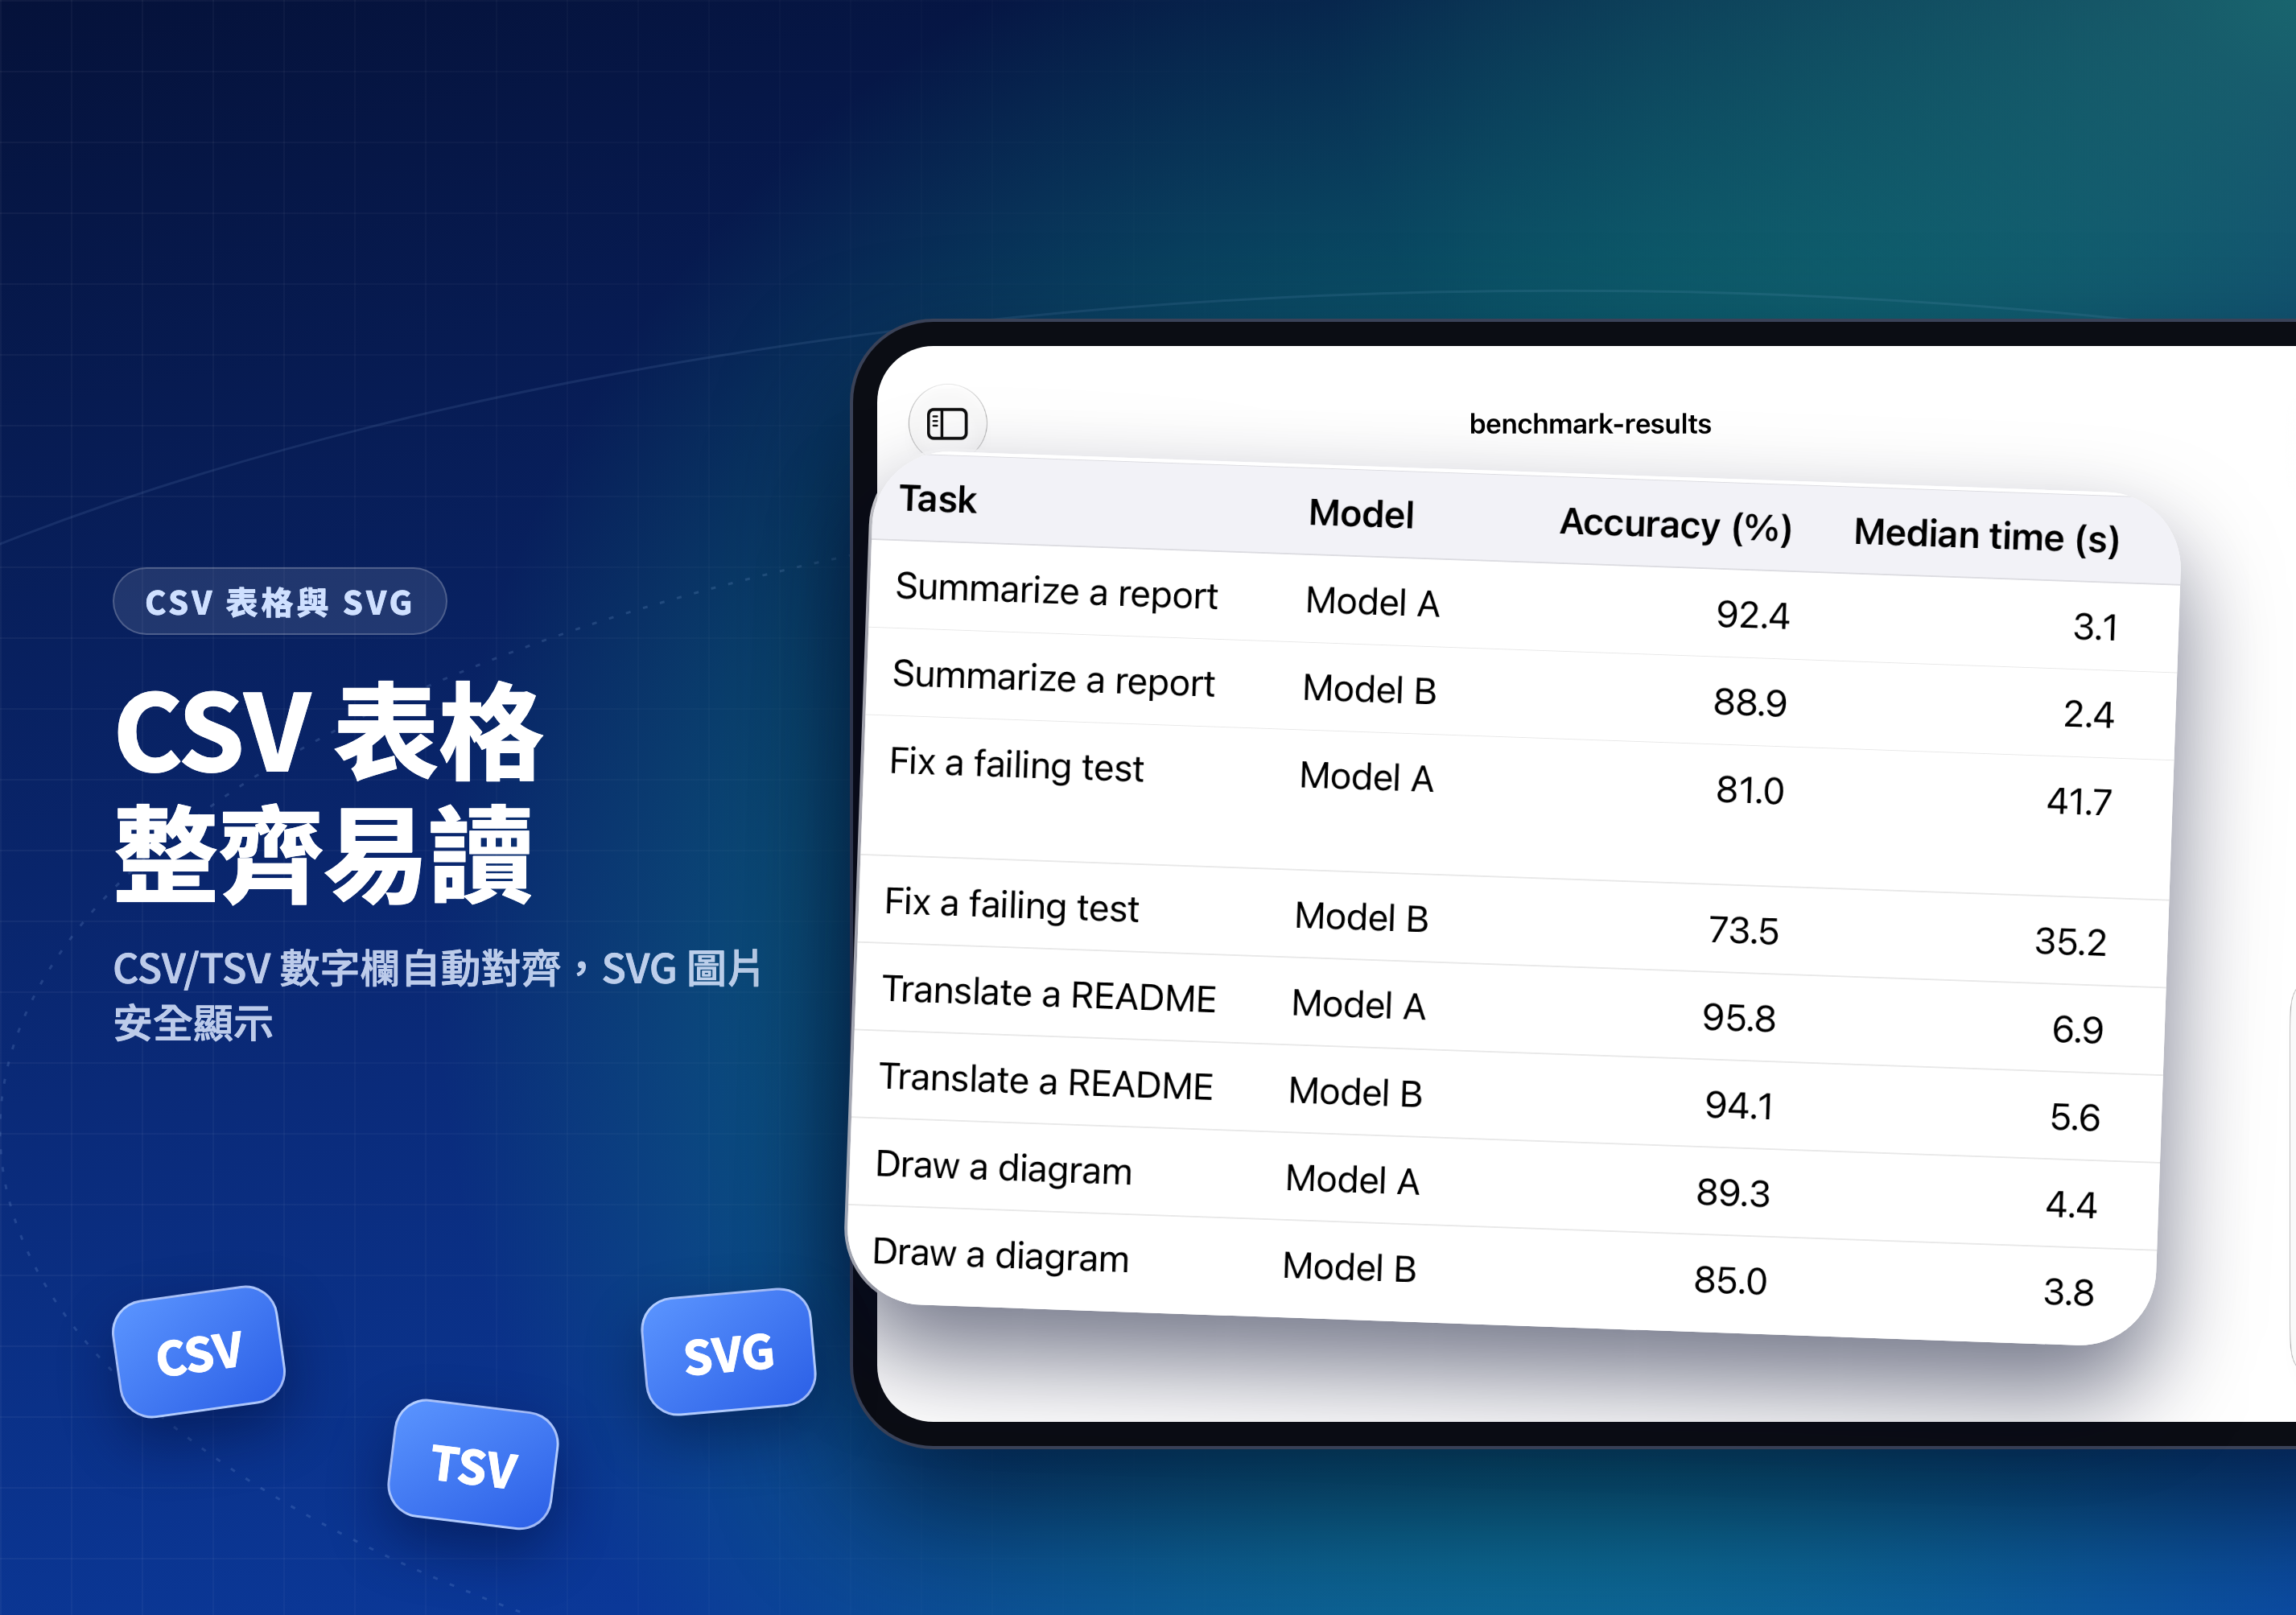 CSV 表格與 SVG
CSV 表格
整齊易讀
CSV/TSV 數字欄自動對齊，SVG 圖片
安全顯示
CSV
TSV
SVG
benchmark-results
Task Model Accuracy (%) Median time (s)
Summarize a report Model A 92.4 3.1
Summarize a report Model B 88.9 2.4
Fix a failing test Model A 81.0 41.7
Fix a failing test Model B 73.5 35.2
Translate a README Model A 95.8 6.9
Translate a README Model B 94.1 5.6
Draw a diagram Model A 89.3 4.4
Draw a diagram Model B 85.0 3.8